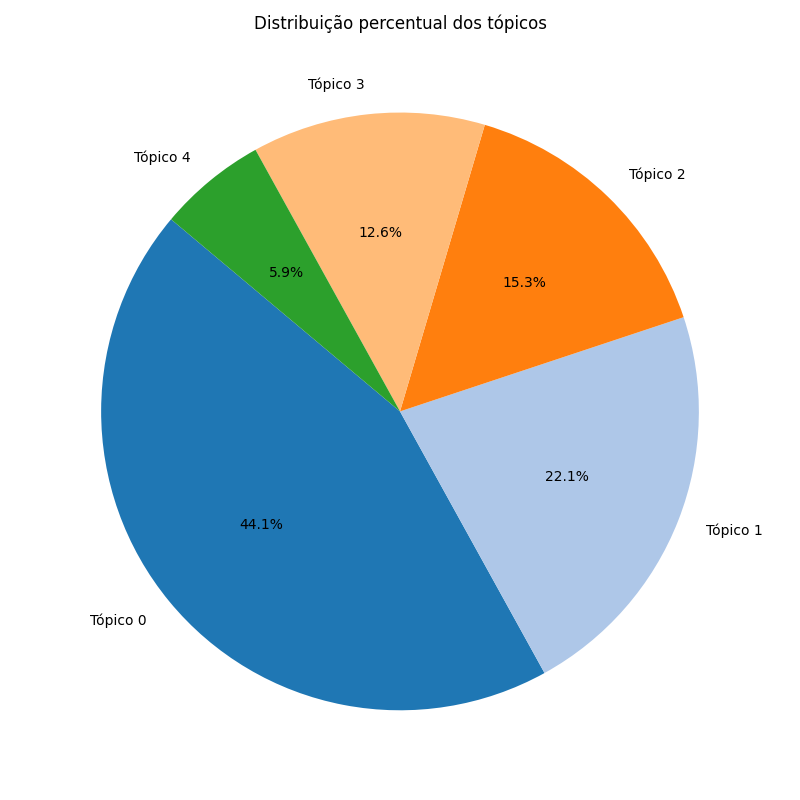 Distribuição percentual dos tópicos
Tópico 3
Tópico 4
Tópico 2
12.6%
5.9%
15.3%
22.1%
44.1%
Tópico 1
Tópico 0